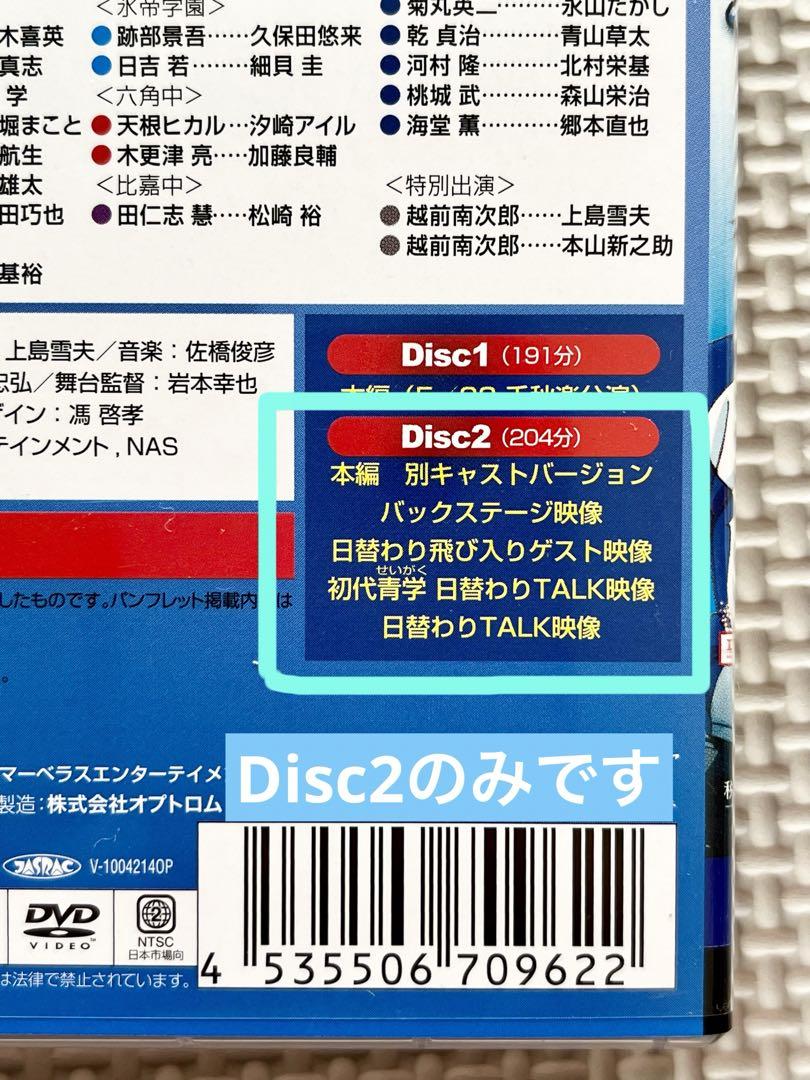 ＜氷帝学園＞
木喜英
跡部景吾……久保田悠来
真志
日吉 若………細貝 圭
学
＜六角中＞
堀まこと
天根ヒカル…汐崎アイル
航生
木更津 亮……加藤良輔
雄太
＜比嘉中＞
田巧也
田仁志 慧……松崎 裕
基裕
菊丸英二………永山たかし
乾 貞治…………青山草太
河村 隆…………北村栄基
桃城 武…………森山栄治
海堂 薫…………郷本直也
＜特別出演＞
越前南次郎……上島雪夫
越前南次郎……本山新之助
上島雪夫／音楽：佐橋俊彦
弘／舞台監督：岩本幸也
イン：馮 啓孝
テインメント , NAS
Disc1（191分）
Disc2（204分）
本編 別キャストバージョン
バックステージ映像
日替わり飛び入りゲスト映像
せいがく
初代青学 日替わりTALK映像
日替わりTALK映像
したものです。パンフレット掲載内
は
。
Disc2のみです
マーベラスエンターテイメ
製造：株式会社オプトロム
JASRAC V-1004214OP
DVD VIDEO
2
NTSC
日本市場向
は法律で禁止されています。
4 535506 709622